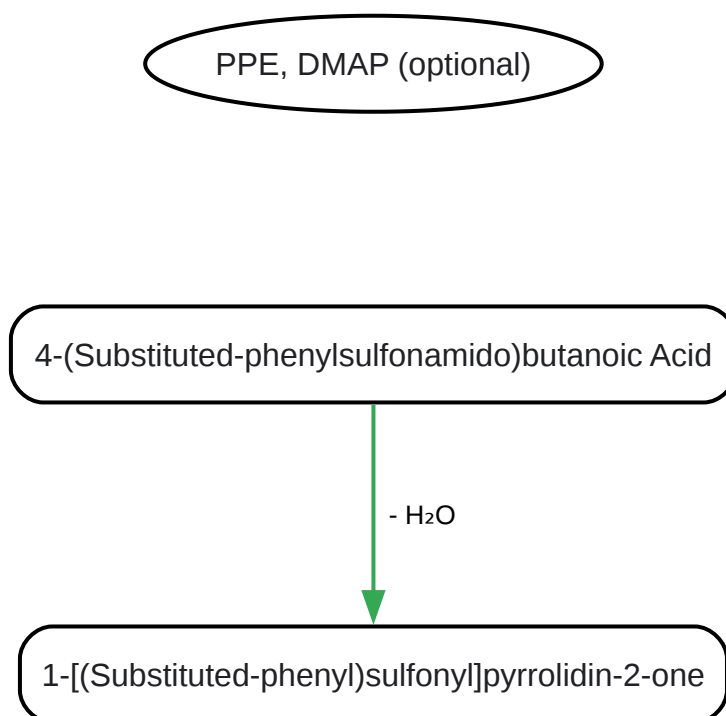 PPE, DMAP (optional)
4-(Substituted-phenylsulfonamido)butanoic Acid
- H₂O
1-[(Substituted-phenyl)sulfonyl]pyrrolidin-2-one